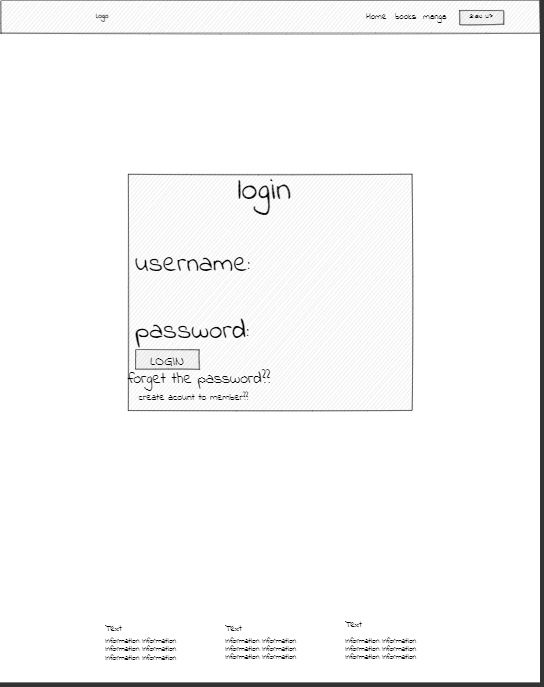 Logo
Home books manga
Sign UP
login
username:
password:
LOGIN
forget the password??
create acount to member??
Text
information information
information information
information information
Text
information information
information information
information information
Text
information information
information information
information information